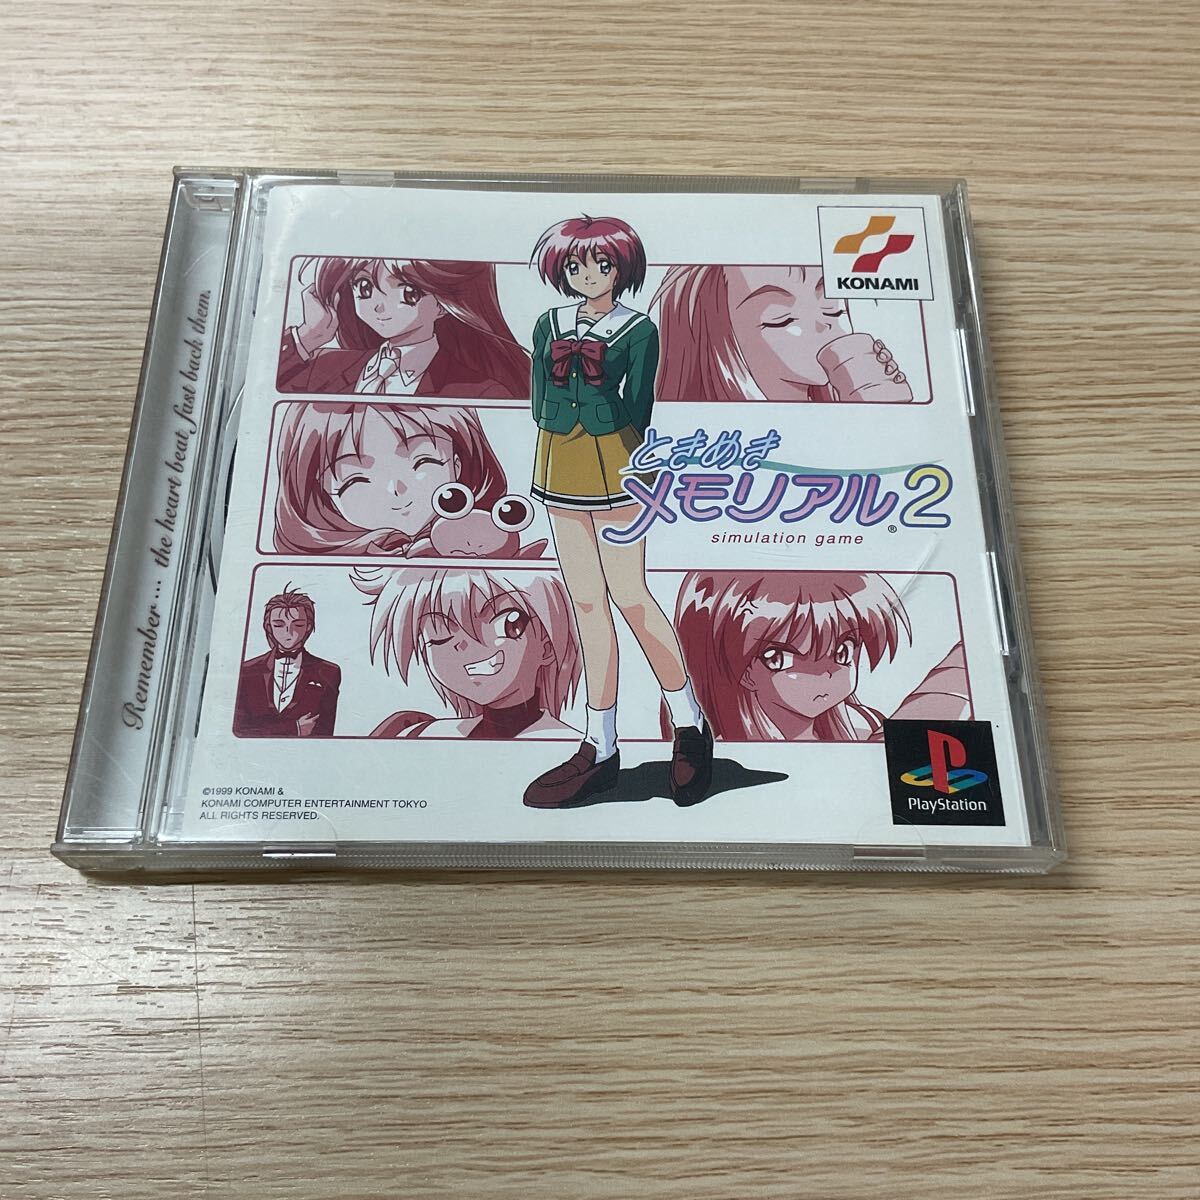 Remember… the heart beat fast back them.
KONAMI
ときめき
メモリアル2
®
simulation game
©1999 KONAMI &
KONAMI COMPUTER ENTERTAINMENT TOKYO
ALL RIGHTS RESERVED.
PlayStation